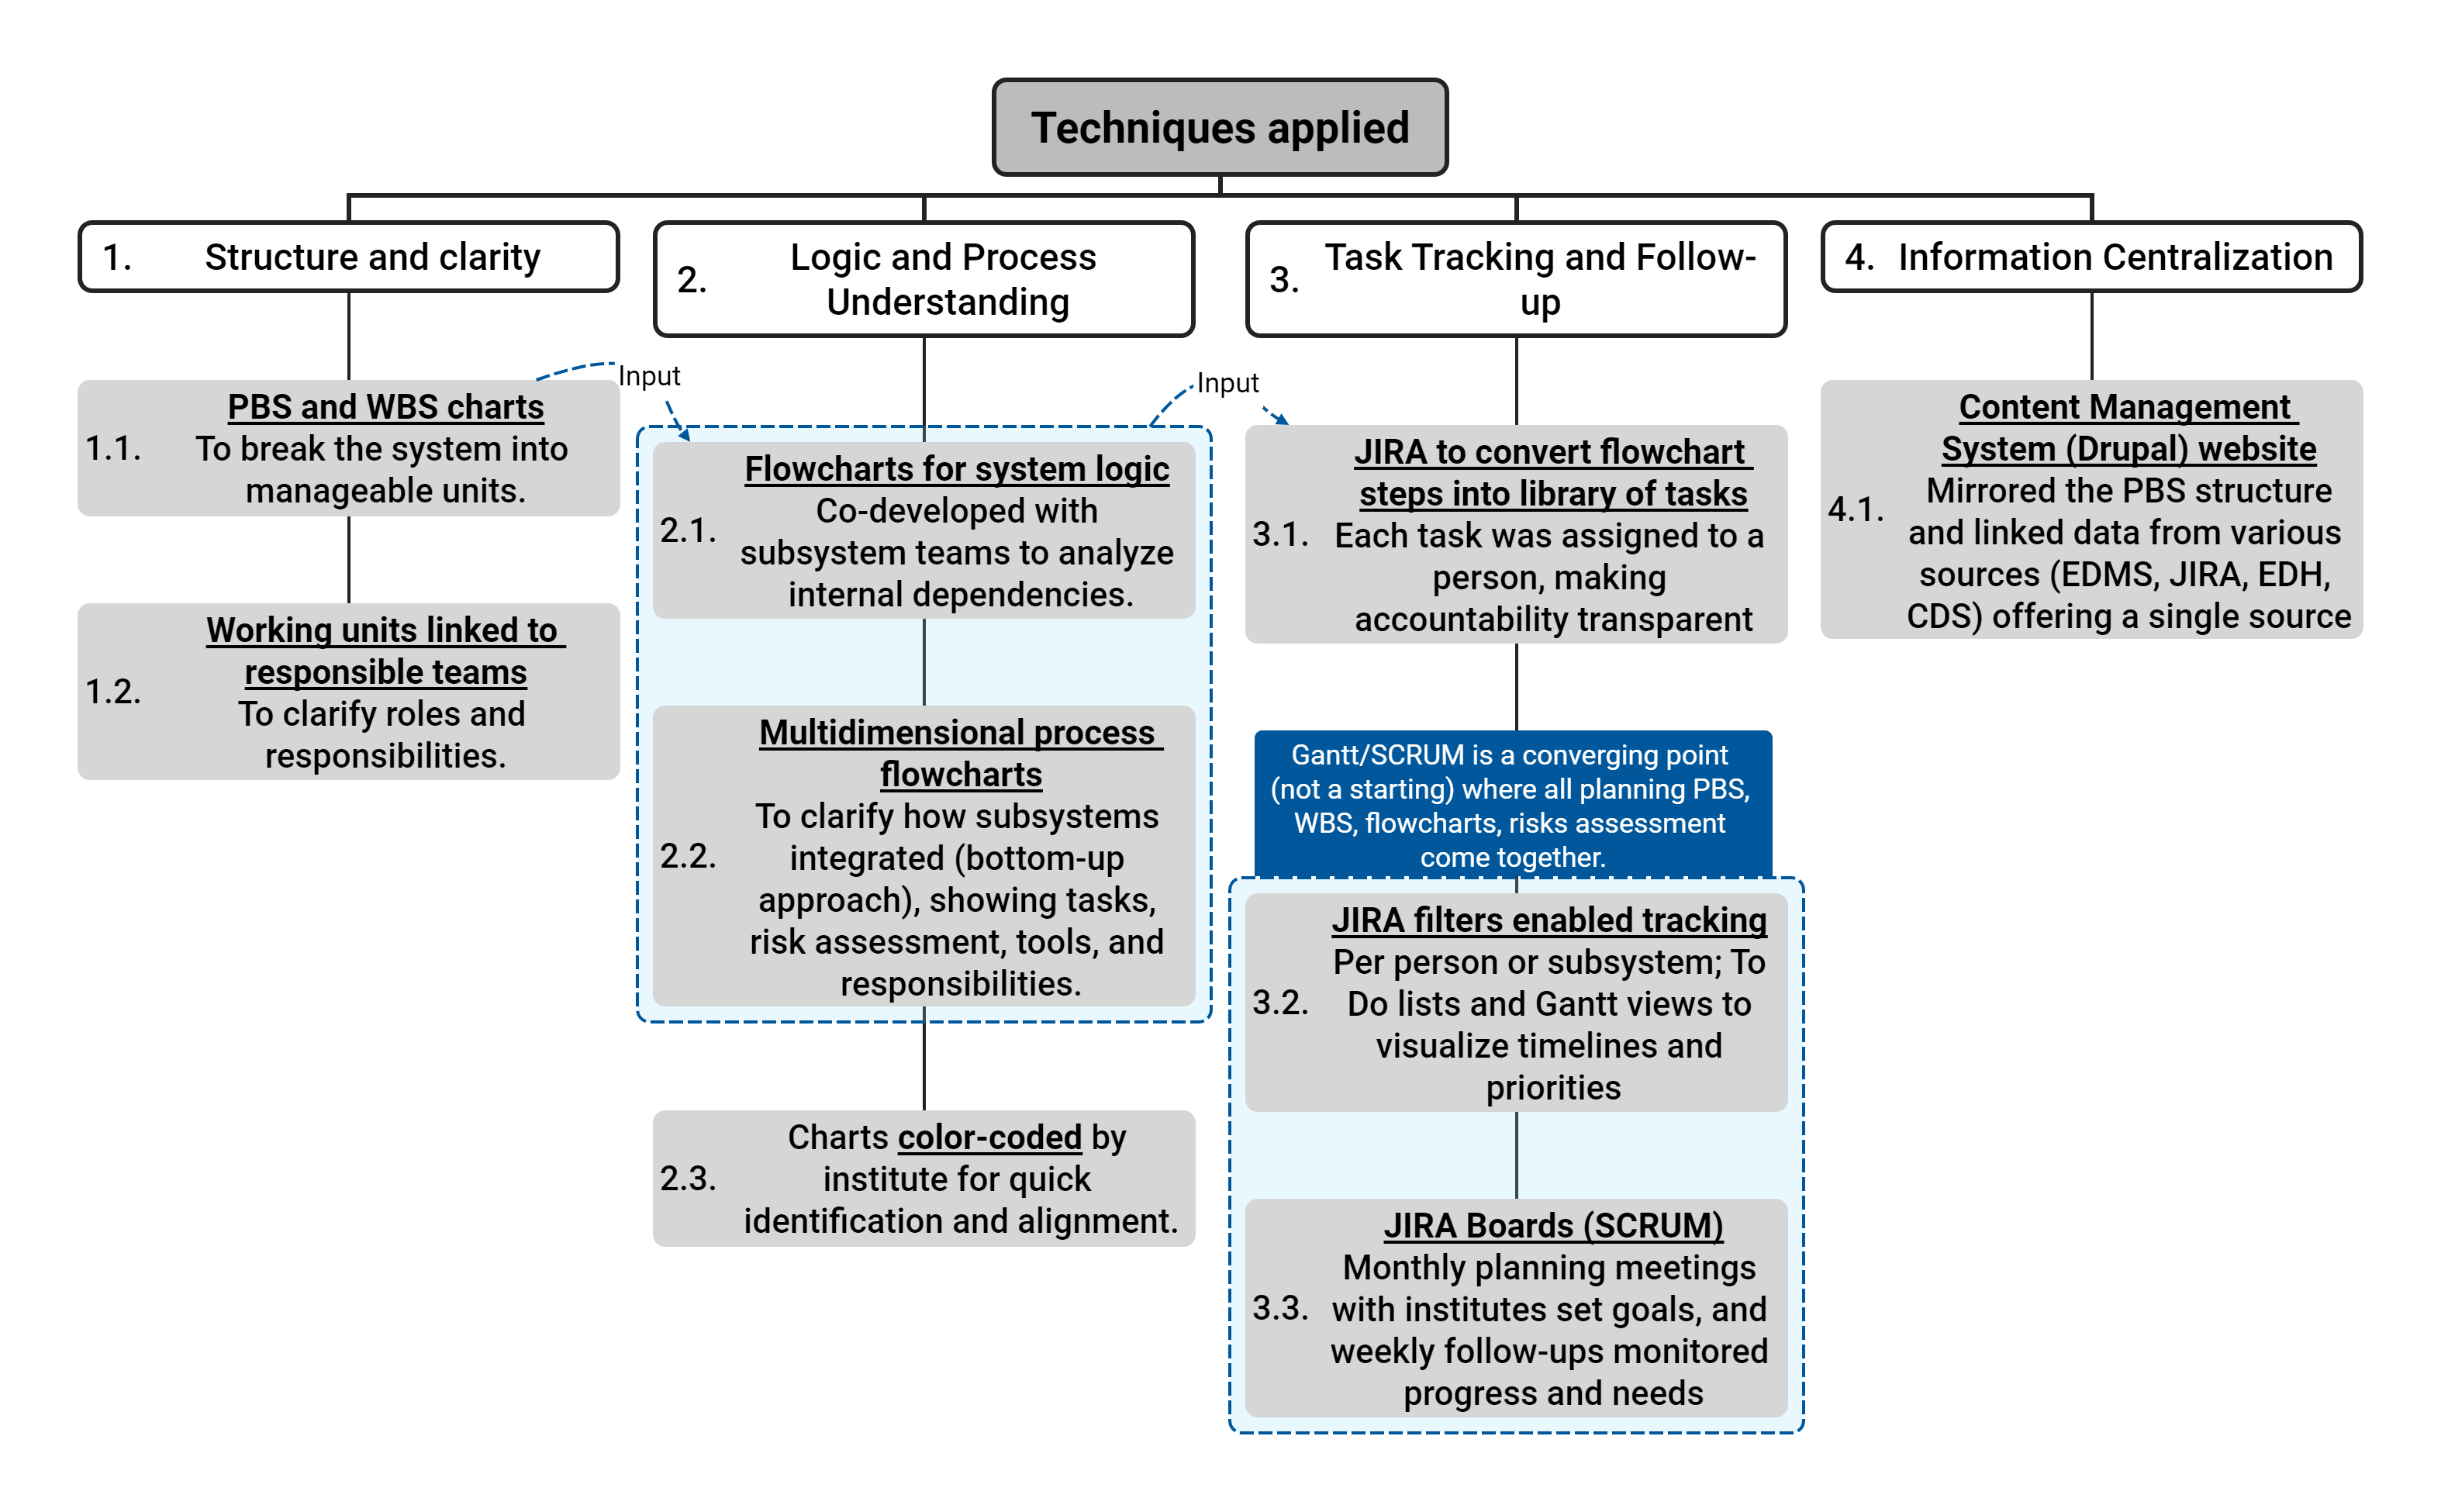 Techniques applied
1. Structure and clarity
1.1. PBS and WBS charts
To break the system into
manageable units.
1.2. Working units linked to
responsible teams
To clarify roles and
responsibilities.
Input
2. Logic and Process
Understanding
2.1. Flowcharts for system logic
Co-developed with
subsystem teams to analyze
internal dependencies.
2.2. Multidimensional process
flowcharts
To clarify how subsystems
integrated (bottom-up
approach), showing tasks,
risk assessment, tools, and
responsibilities.
2.3. Charts color-coded by
institute for quick
identification and alignment.
Input
3. Task Tracking and Follow-
up
3.1. JIRA to convert flowchart
steps into library of tasks
Each task was assigned to a
person, making
accountability transparent
Gantt/SCRUM is a converging point
(not a starting) where all planning PBS,
WBS, flowcharts, risks assessment
come together.
3.2. JIRA filters enabled tracking
Per person or subsystem; To
Do lists and Gantt views to
visualize timelines and
priorities
3.3. JIRA Boards (SCRUM)
Monthly planning meetings
with institutes set goals, and
weekly follow-ups monitored
progress and needs
4. Information Centralization
4.1. Content Management
System (Drupal) website
Mirrored the PBS structure
and linked data from various
sources (EDMS, JIRA, EDH,
CDS) offering a single source